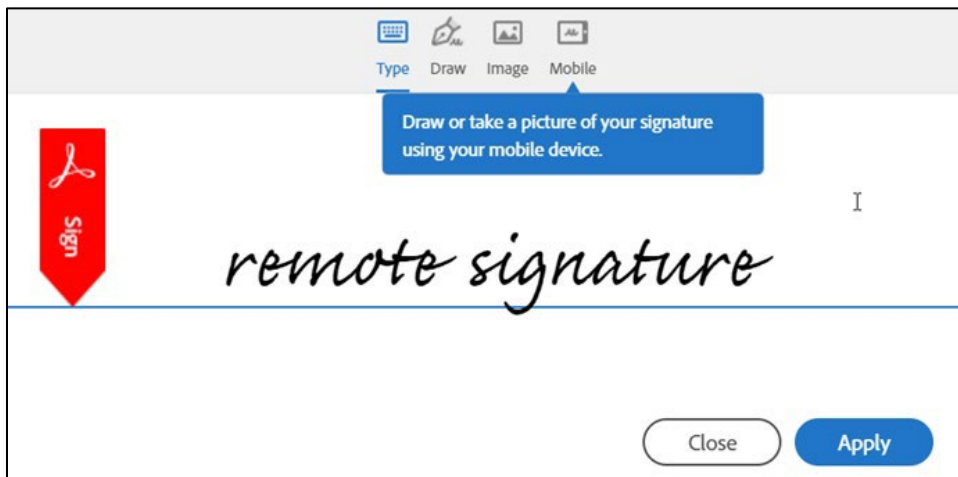 Type Draw Image Mobile
Draw or take a picture of your signature
using your mobile device.
Sign
remote signature
Close Apply